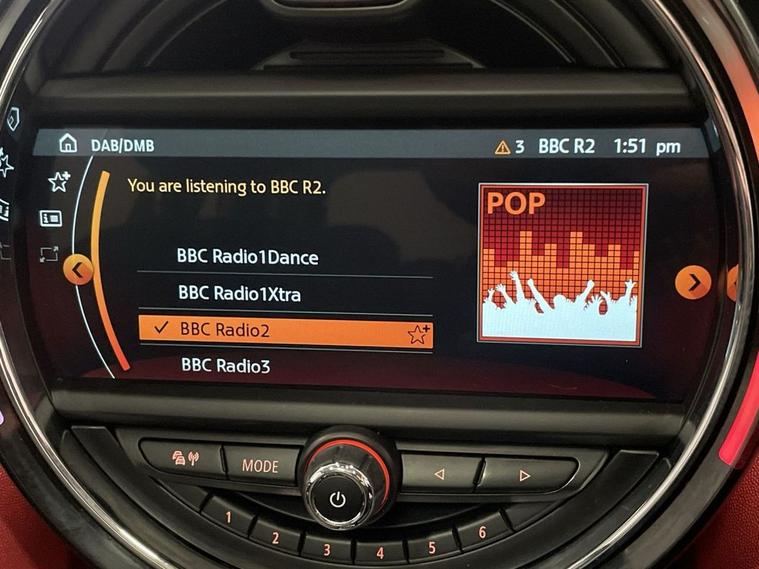 DAB/DMB
3 BBC R2 1:51 pm
You are listening to BBC R2.
POP
BBC Radio1Dance
BBC Radio1Xtra
BBC Radio2
BBC Radio3
MODE
1 2 3 4 5 6